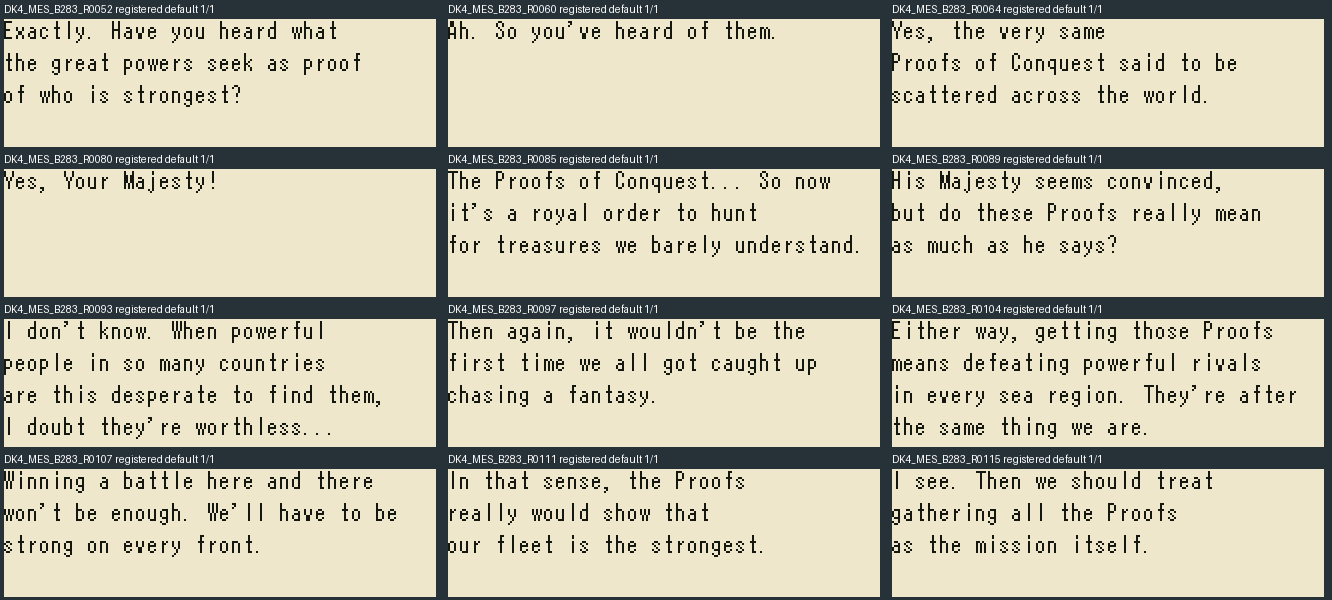 DK4_MES_B283_R0052 registered default 1/1
Exactly. Have you heard what
the great powers seek as proof
of who is strongest?
DK4_MES_B283_R0060 registered default 1/1
Ah. So you've heard of them.
DK4_MES_B283_R0064 registered default 1/1
Yes, the very same
Proofs of Conquest said to be
scattered across the world.
DK4_MES_B283_R0080 registered default 1/1
Yes, Your Majesty!
DK4_MES_B283_R0085 registered default 1/1
The Proofs of Conquest... So now
it's a royal order to hunt
for treasures we barely understand.
DK4_MES_B283_R0089 registered default 1/1
His Majesty seems convinced,
but do these Proofs really mean
as much as he says?
DK4_MES_B283_R0093 registered default 1/1
I don't know. When powerful
people in so many countries
are this desperate to find them,
I doubt they're worthless...
DK4_MES_B283_R0097 registered default 1/1
Then again, it wouldn't be the
first time we all got caught up
chasing a fantasy.
DK4_MES_B283_R0104 registered default 1/1
Either way, getting those Proofs
means defeating powerful rivals
in every sea region. They're after
the same thing we are.
DK4_MES_B283_R0107 registered default 1/1
Winning a battle here and there
won't be enough. We'll have to be
strong on every front.
DK4_MES_B283_R0111 registered default 1/1
In that sense, the Proofs
really would show that
our fleet is the strongest.
DK4_MES_B283_R0115 registered default 1/1
I see. Then we should treat
gathering all the Proofs
as the mission itself.